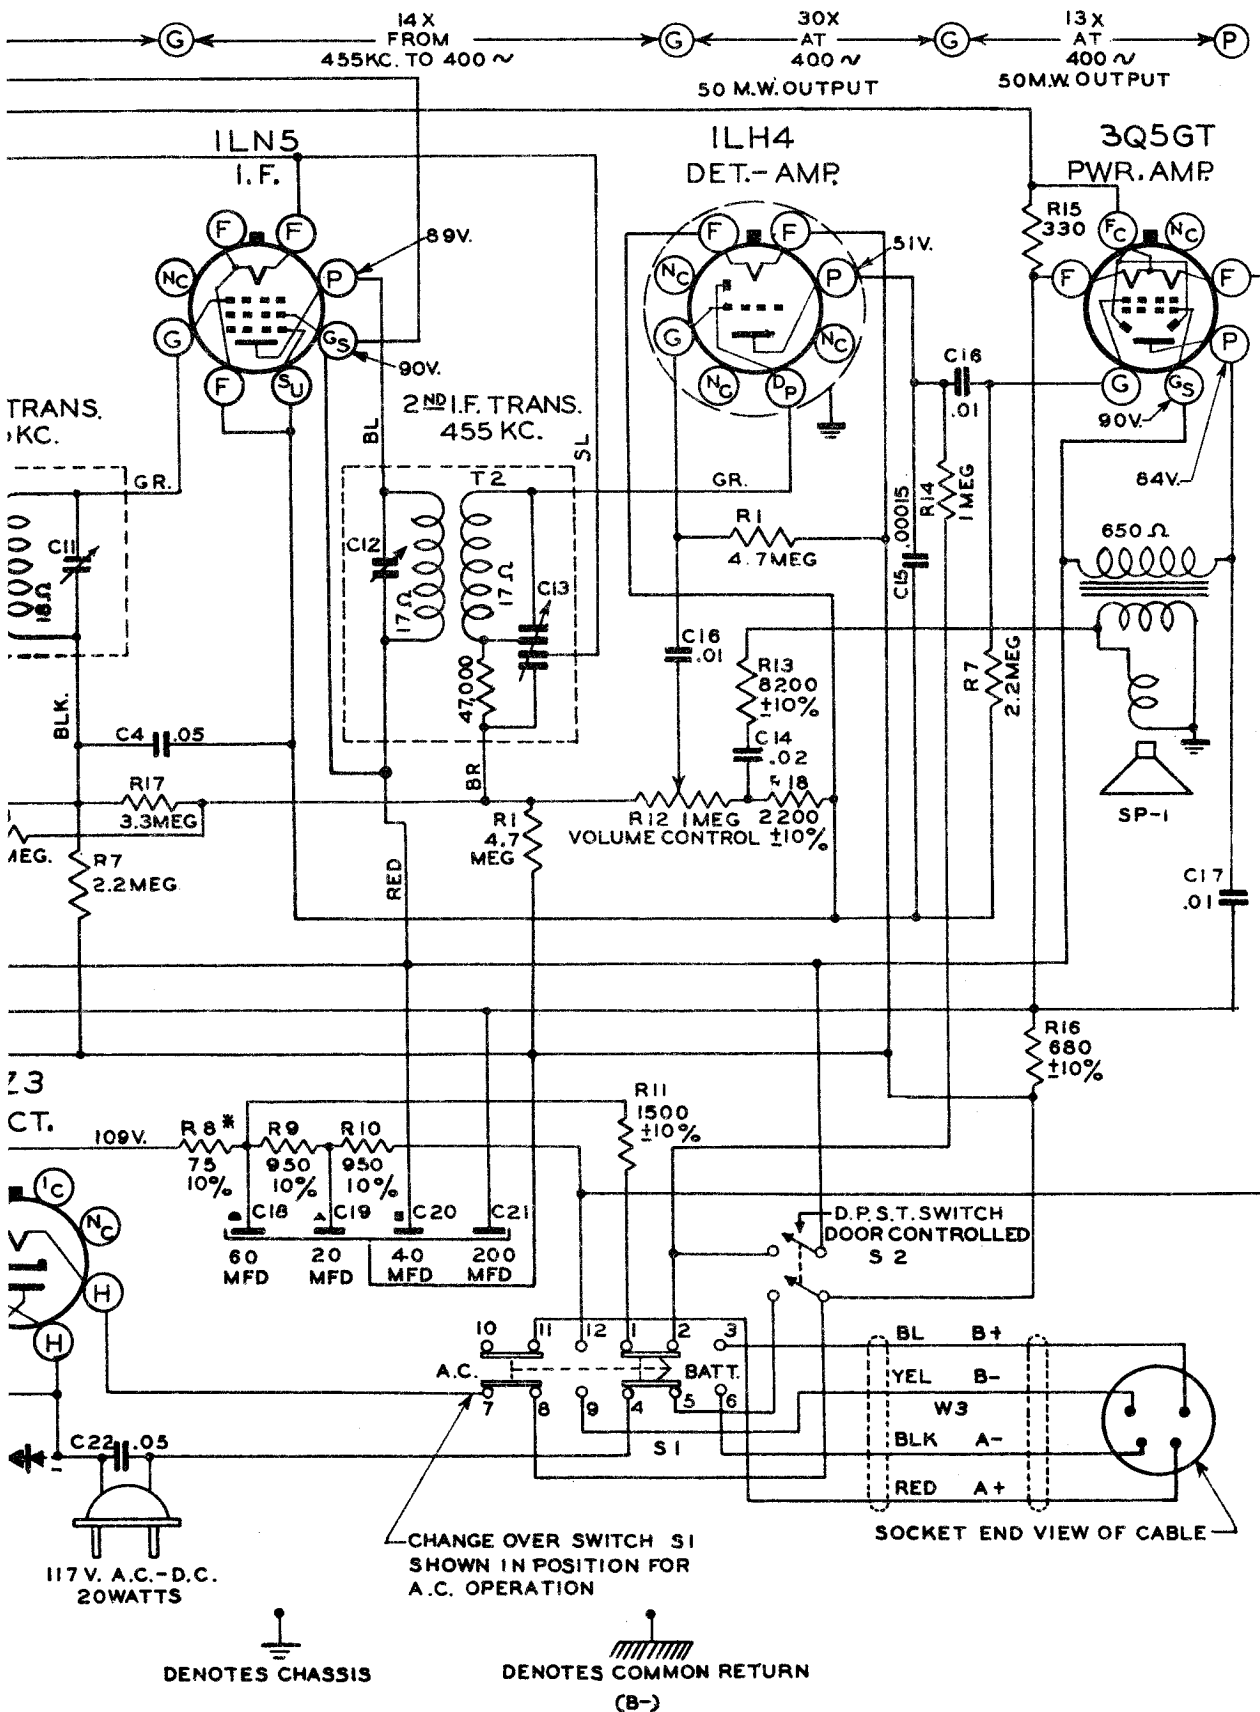 G
14X
FROM
455KC. TO 400 ~
G
30X
AT
400 ~
50 M.W. OUTPUT
G
13X
AT
400 ~
50M.W. OUTPUT
P
1LN5
I.F.
1LH4
DET.-AMP.
3Q5GT
PWR. AMP.
F
F
NC
P
G
GS
F
SU
89V.
90V.
F
F
NC
P
G
NC
NC
DP
51V.
R15
330
FC
NC
F
F
G
GS
P
90V.
84V.
C16
.01
TRANS.
KC.
GR.
C11
18Ω
BLK.
BL
2ND I.F. TRANS.
455 KC.
SL
T2
C12
17Ω
17Ω
C13
47000
BR
GR.
R1
4.7MEG
C15 .00015
R14
1MEG
650Ω
C16
.01
R13
8200
±10%
C14
.02
R7
2.2MEG
SP-1
C4 .05
R17
3.3MEG
MEG.
R7
2.2MEG
RED
R1
4.7
MEG
R12 1MEG
VOLUME CONTROL
R18
2200
±10%
C17
.01
R16
680
±10%
Z3
CT.
109V.
R8*
75
10%
R9
950
10%
R10
950
10%
R11
1500
±10%
IC
NC
H
H
C18
60
MFD
C19
20
MFD
C20
40
MFD
C21
200
MFD
D.P.S.T. SWITCH
DOOR CONTROLLED
S2
10 11 12 1 2 3
A.C.
BATT.
7 8 9 4 5 6
S1
BL B+
YEL B-
W3
BLK A-
RED A+
C22 .05
117 V. A.C.-D.C.
20WATTS
CHANGE OVER SWITCH S1
SHOWN IN POSITION FOR
A.C. OPERATION
SOCKET END VIEW OF CABLE
DENOTES CHASSIS
DENOTES COMMON RETURN
(B-)